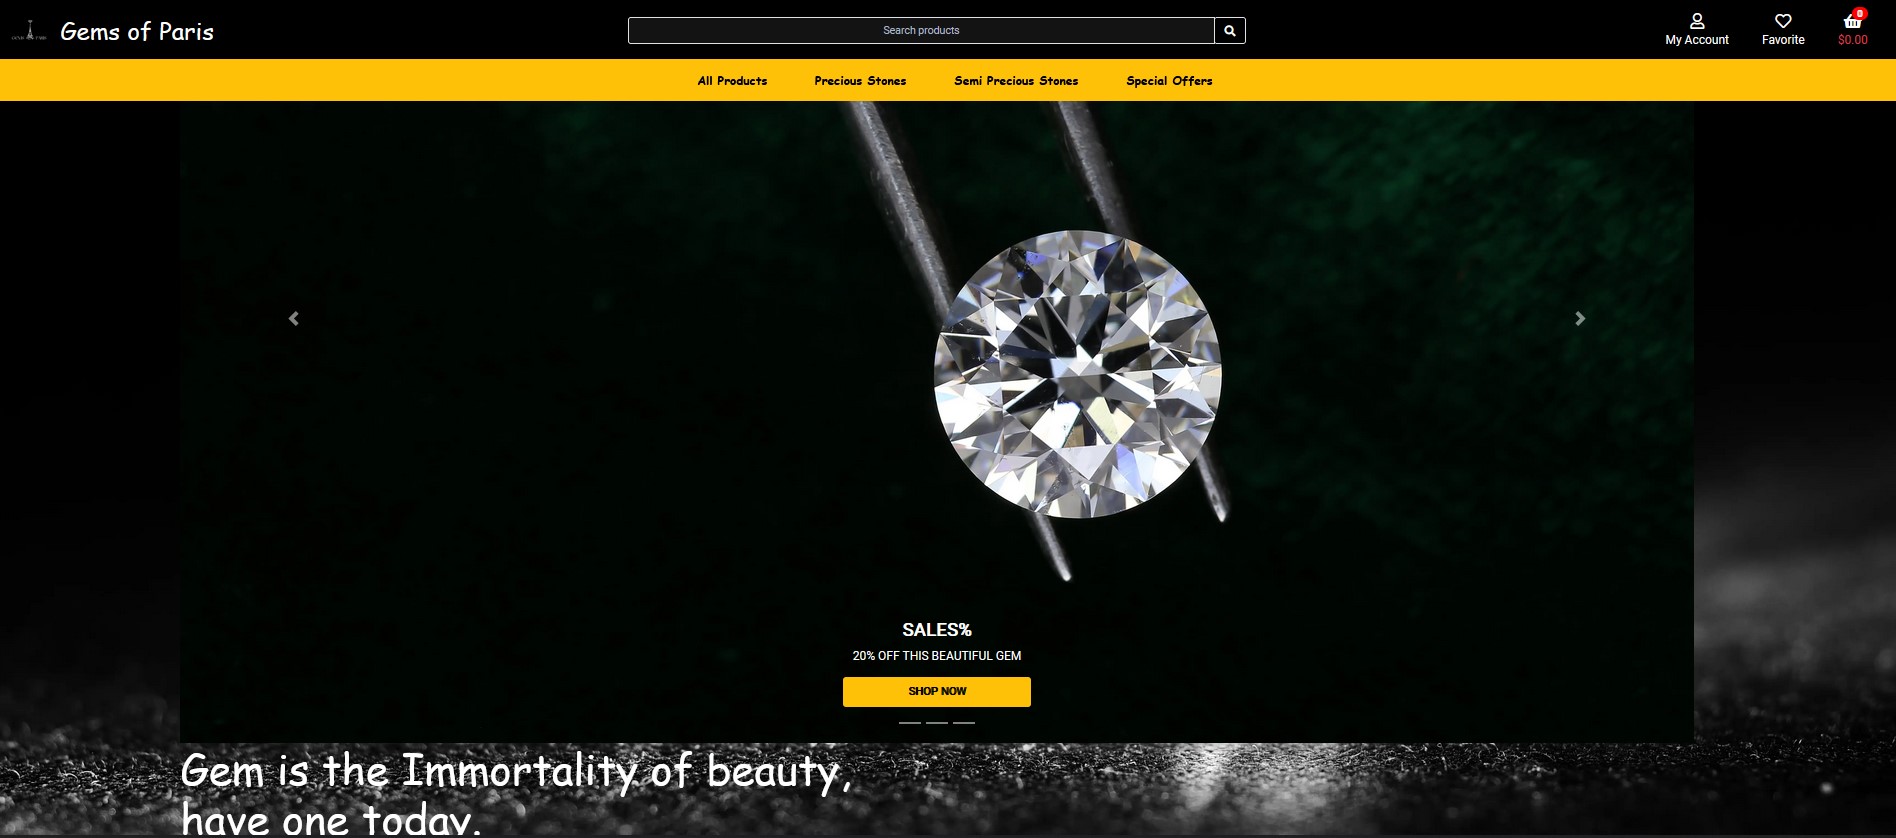 Gems of Paris
Search products
My Account
Favorite
0
$0.00
All Products
Precious Stones
Semi Precious Stones
Special Offers
SALES%
20% OFF THIS BEAUTIFUL GEM
SHOP NOW
Gem is the Immortality of beauty,
have one today.